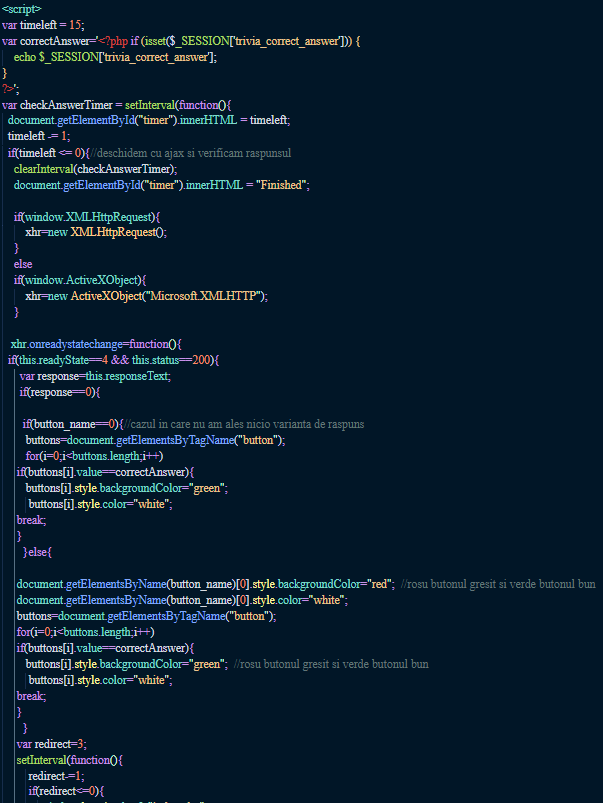 <script>
var timeleft = 15;
var correctAnswer='<?php if (isset($_SESSION['trivia_correct_answer'])) {
echo $_SESSION['trivia_correct_answer'];
}
?>';
var checkAnswerTimer = setInterval(function(){
document.getElementById("timer").innerHTML = timeleft;
timeleft -= 1;
if(timeleft <= 0){//deschidem cu ajax si verificam raspunsul
clearInterval(checkAnswerTimer);
document.getElementById("timer").innerHTML = "Finished";
if(window.XMLHttpRequest){
xhr=new XMLHttpRequest();
}
else
if(window.ActiveXObject){
xhr=new ActiveXObject("Microsoft.XMLHTTP");
}
xhr.onreadystatechange=function(){
if(this.readyState==4 && this.status==200){
var response=this.responseText;
if(response==0){
if(button_name==0){//cazul in care nu am ales nicio varianta de raspuns
buttons=document.getElementsByTagName("button");
for(i=0;i<buttons.length;i++)
if(buttons[i].value==correctAnswer){
buttons[i].style.backgroundColor="green";
buttons[i].style.color="white";
break;
}
}else{
document.getElementsByName(button_name)[0].style.backgroundColor="red"; //rosu butonul gresit si verde butonul bun
document.getElementsByName(button_name)[0].style.color="white";
buttons=document.getElementsByTagName("button");
for(i=0;i<buttons.length;i++)
if(buttons[i].value==correctAnswer){
buttons[i].style.backgroundColor="green"; //rosu butonul gresit si verde butonul bun
buttons[i].style.color="white";
break;
}
}
var redirect=3;
setInterval(function(){
redirect-=1;
if(redirect<=0){